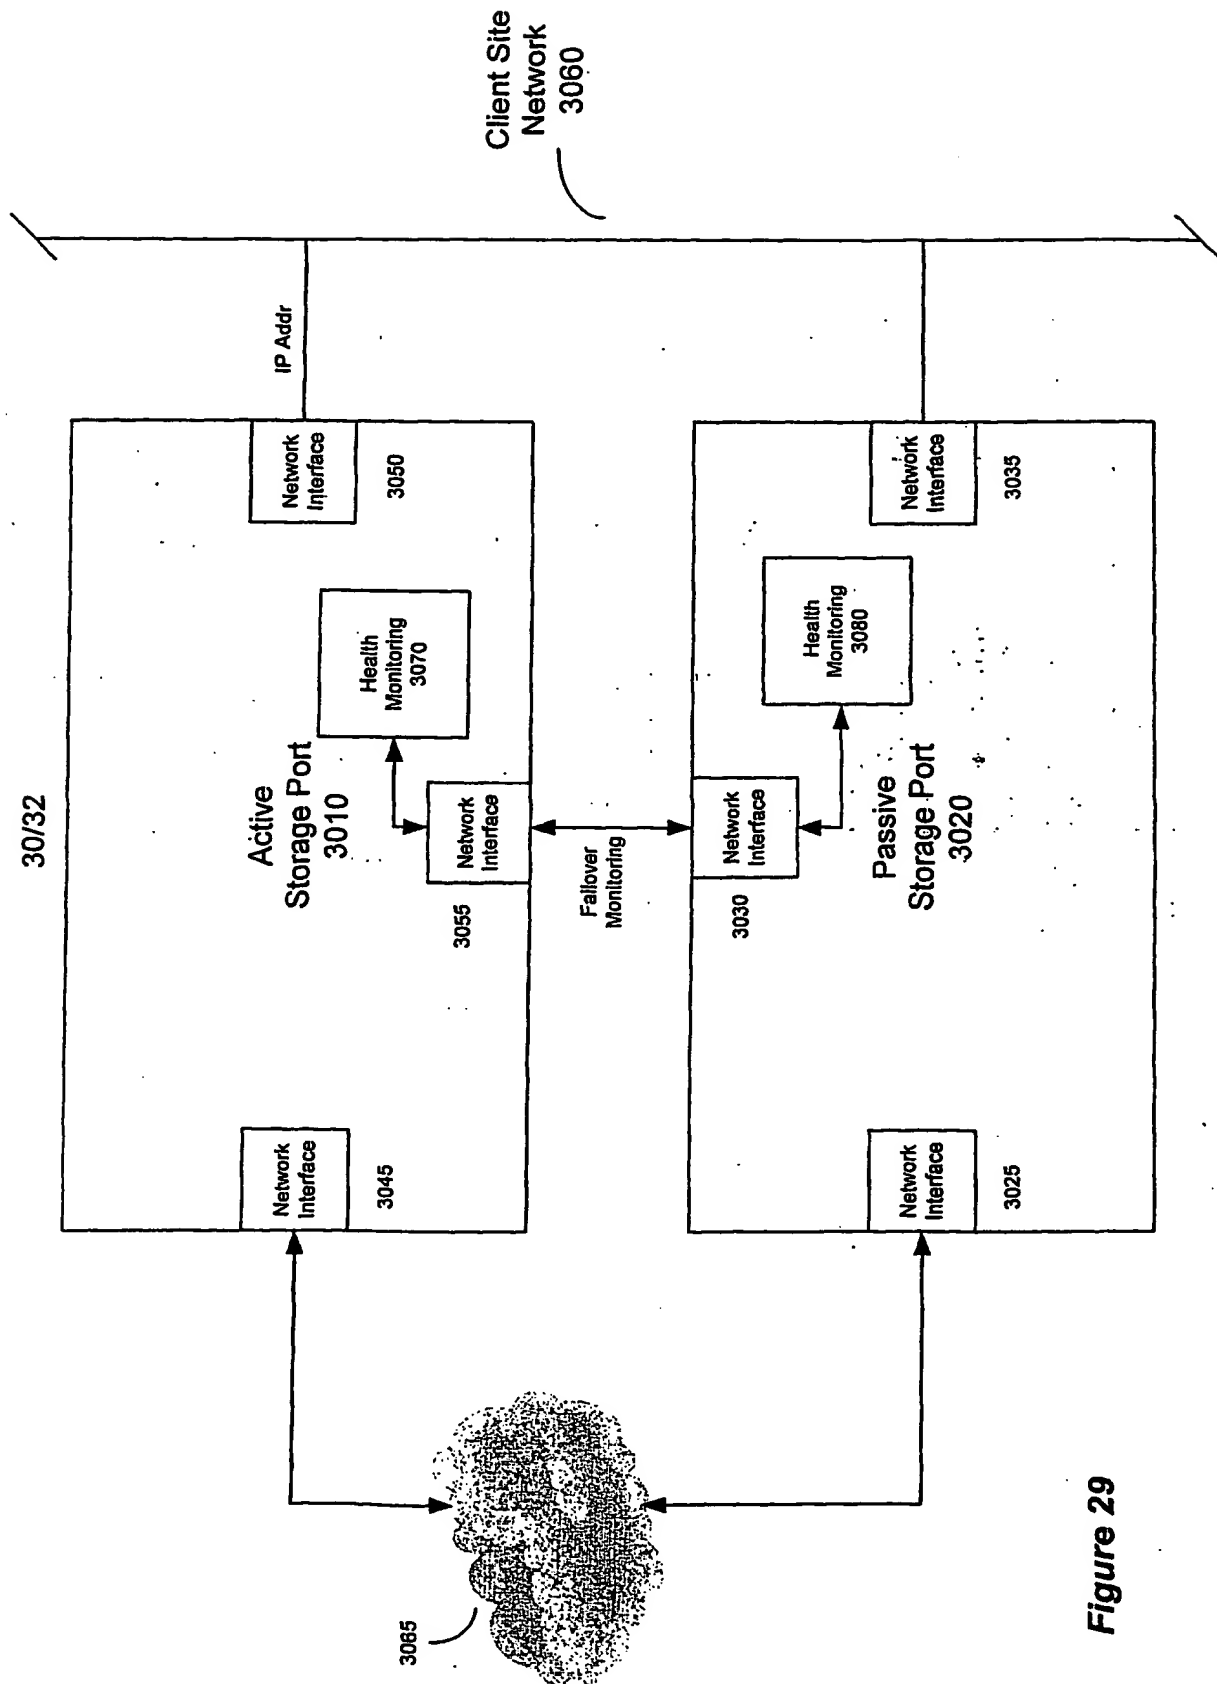 30/32
Client Site
Network
3060
IP Addr
Network
Interface
3050
Health
Monitoring
3070
Active
Storage Port
3010
Network
Interface
3055
Network
Interface
3045
Failover
Monitoring
Network
Interface
3035
Health
Monitoring
3080
Network
Interface
3030
Passive
Storage Port
3020
Network
Interface
3025
3065
Figure 29